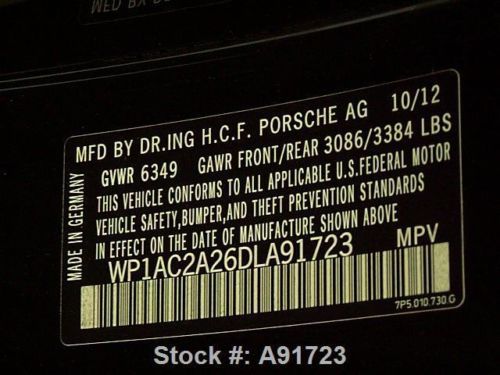 MFD BY DR.ING H.C.F. PORSCHE AG 10/12
GVWR 6349 GAWR FRONT/REAR 3086/3384 LBS
THIS VEHICLE CONFORMS TO ALL APPLICABLE U.S.FEDERAL MOTOR
VEHICLE SAFETY,BUMPER,AND THEFT PREVENTION STANDARDS
IN EFFECT ON THE DATE OF MANUFACTURE SHOWN ABOVE
WP1AC2A26DLA91723 MPV
MADE IN GERMANY
7P5.010.730 G
Stock #: A91723